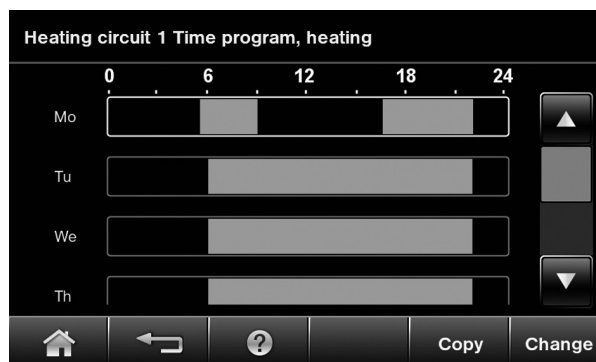 Heating circuit 1 Time program, heating
0 6 12 18 24
Mo
Tu
We
Th
? Copy Change